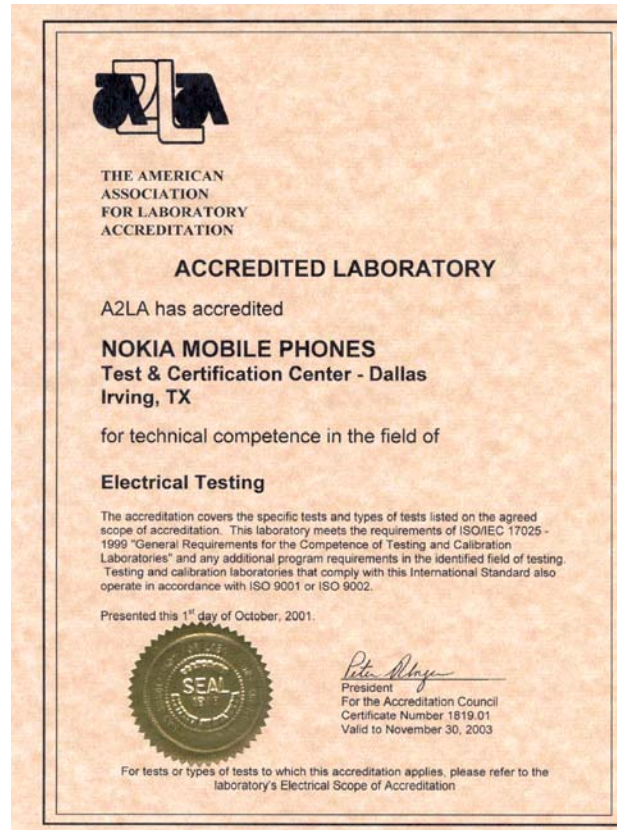 A2LA
THE AMERICAN
ASSOCIATION
FOR LABORATORY
ACCREDITATION
ACCREDITED LABORATORY
A2LA has accredited
NOKIA MOBILE PHONES
Test & Certification Center - Dallas
Irving, TX
for technical competence in the field of
Electrical Testing
The accreditation covers the specific tests and types of tests listed on the agreed
scope of accreditation. This laboratory meets the requirements of ISO/IEC 17025 -
1999 "General Requirements for the Competence of Testing and Calibration
Laboratories" and any additional program requirements in the identified field of testing.
Testing and calibration laboratories that comply with this International Standard also
operate in accordance with ISO 9001 or ISO 9002.
Presented this 1st day of October, 2001.
SEAL
President
For the Accreditation Council
Certificate Number 1819.01
Valid to November 30, 2003
For tests or types of tests to which this accreditation applies, please refer to the
laboratory's Electrical Scope of Accreditation